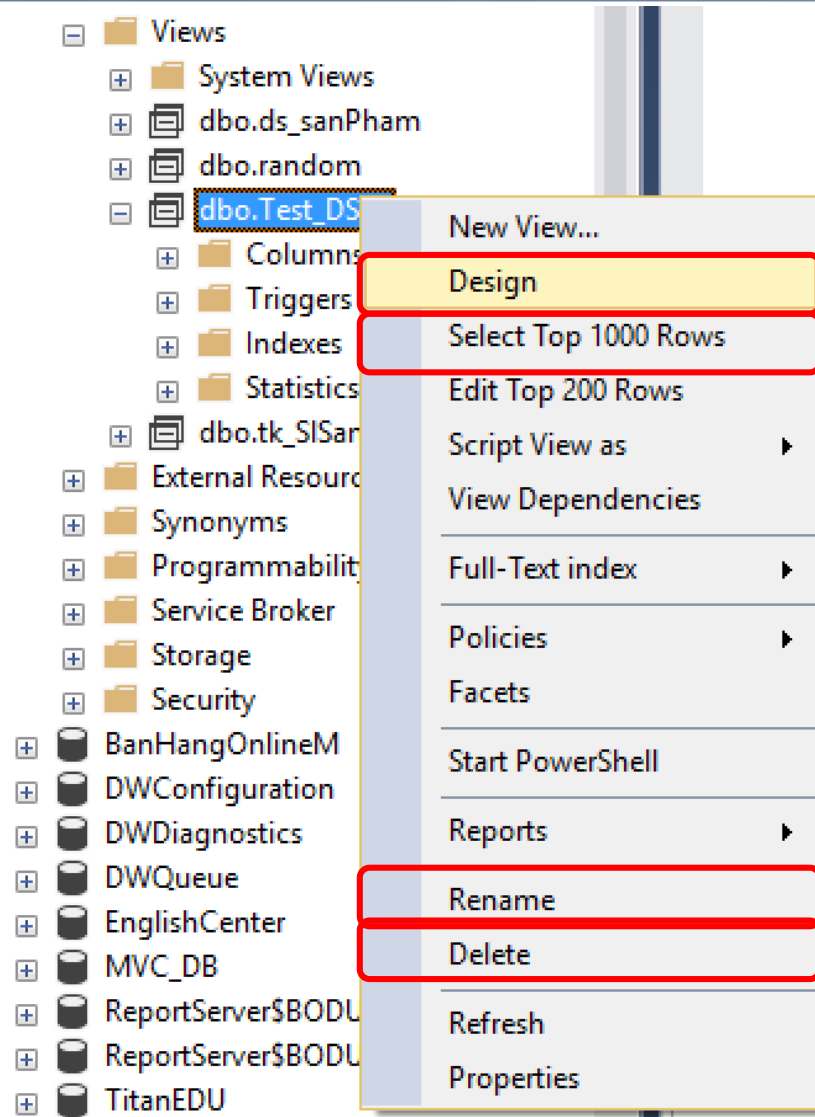 Views
System Views
dbo.ds_sanPham
dbo.random
dbo.Test_DS
Columns
Triggers
Indexes
Statistics
dbo.tk_SlSan
External Resourc
Synonyms
Programmability
Service Broker
Storage
Security
BanHangOnlineM
DWConfiguration
DWDiagnostics
DWQueue
EnglishCenter
MVC_DB
ReportServer$BODU
ReportServer$BODU
TitanEDU
New View...
Design
Select Top 1000 Rows
Edit Top 200 Rows
Script View as
View Dependencies
Full-Text index
Policies
Facets
Start PowerShell
Reports
Rename
Delete
Refresh
Properties